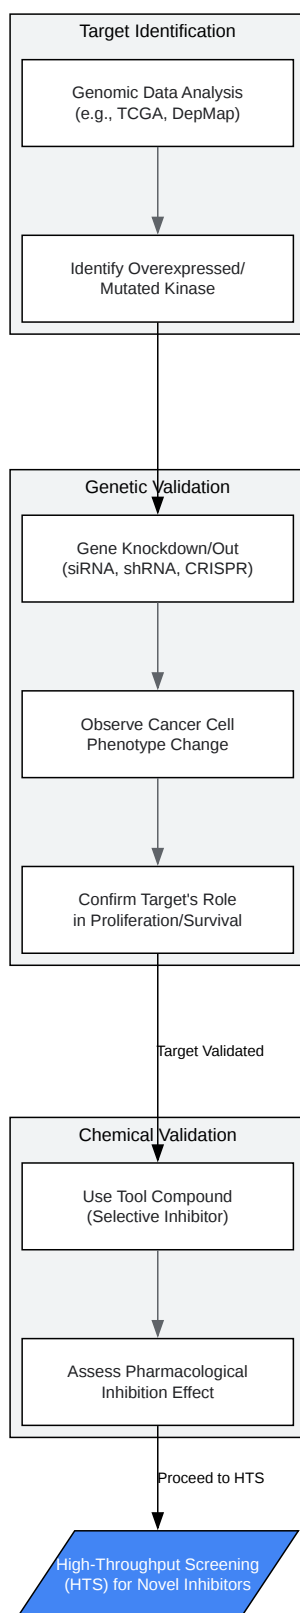 Target Identification
Genomic Data Analysis
(e.g., TCGA, DepMap)
Identify Overexpressed/
Mutated Kinase
Genetic Validation
Gene Knockdown/Out
(siRNA, shRNA, CRISPR)
Observe Cancer Cell
Phenotype Change
Confirm Target's Role
in Proliferation/Survival
Target Validated
Chemical Validation
Use Tool Compound
(Selective Inhibitor)
Assess Pharmacological
Inhibition Effect
Proceed to HTS
High-Throughput Screening
(HTS) for Novel Inhibitors